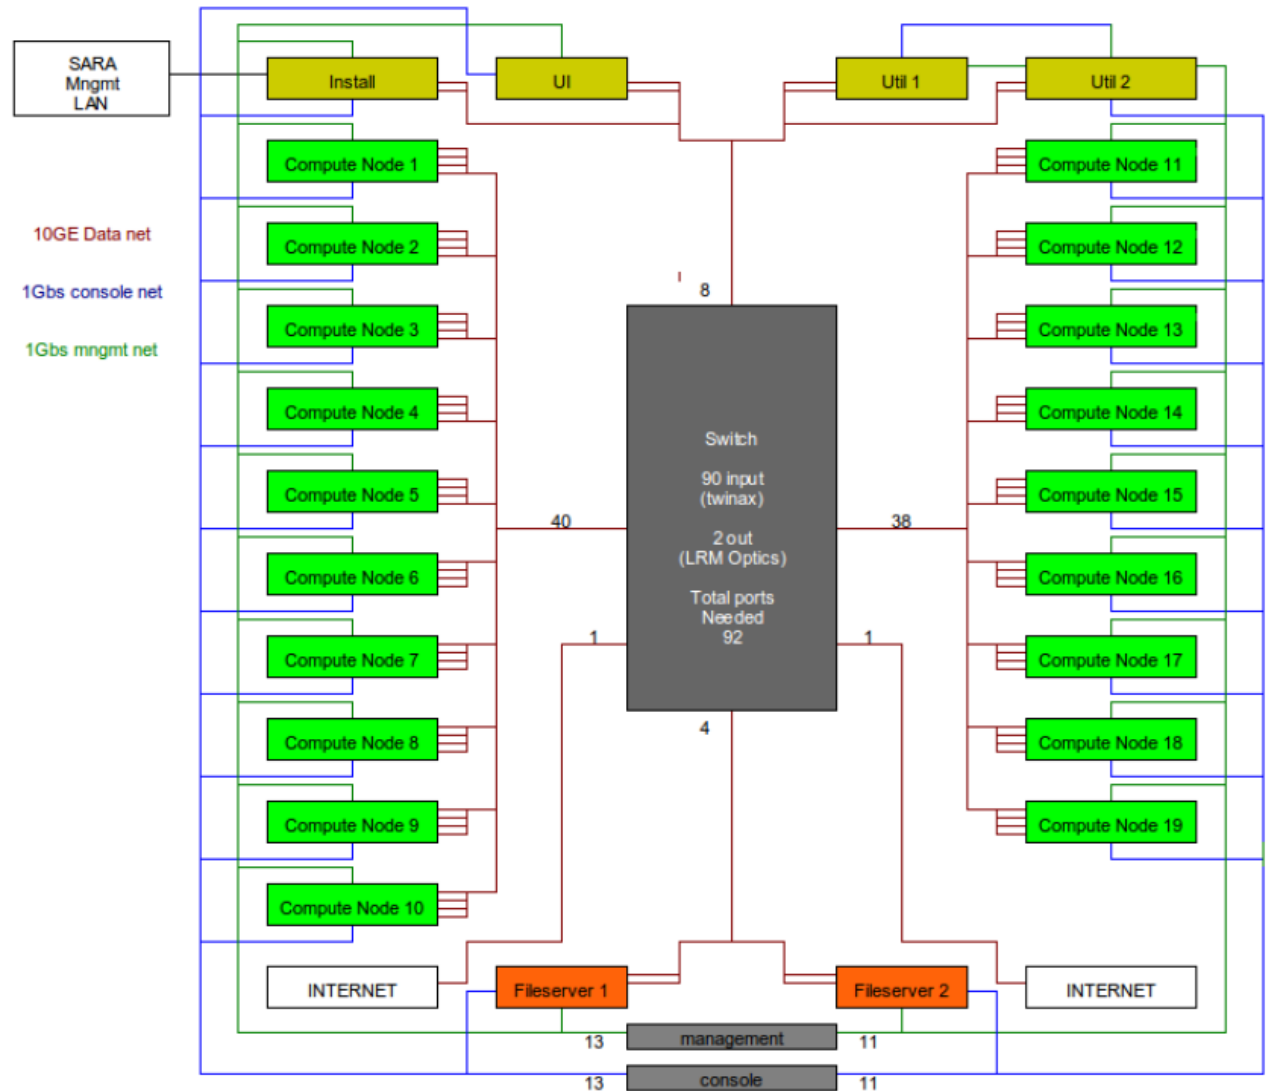 SARA
Mngmt
LAN
Install
UI
Util 1
Util 2
Compute Node 1
Compute Node 11
10GE Data net
Compute Node 2
Compute Node 12
1Gbs console net
8
Compute Node 3
Compute Node 13
1Gbs mngmt net
Compute Node 4
Compute Node 14
Switch
90 input
(twinax)
2 out
(LRM Optics)
Total ports
Needed
92
Compute Node 5
Compute Node 15
40
38
Compute Node 6
Compute Node 16
1
1
Compute Node 7
Compute Node 17
4
Compute Node 8
Compute Node 18
Compute Node 9
Compute Node 19
Compute Node 10
INTERNET
Fileserver 1
Fileserver 2
INTERNET
13
management
11
13
console
11